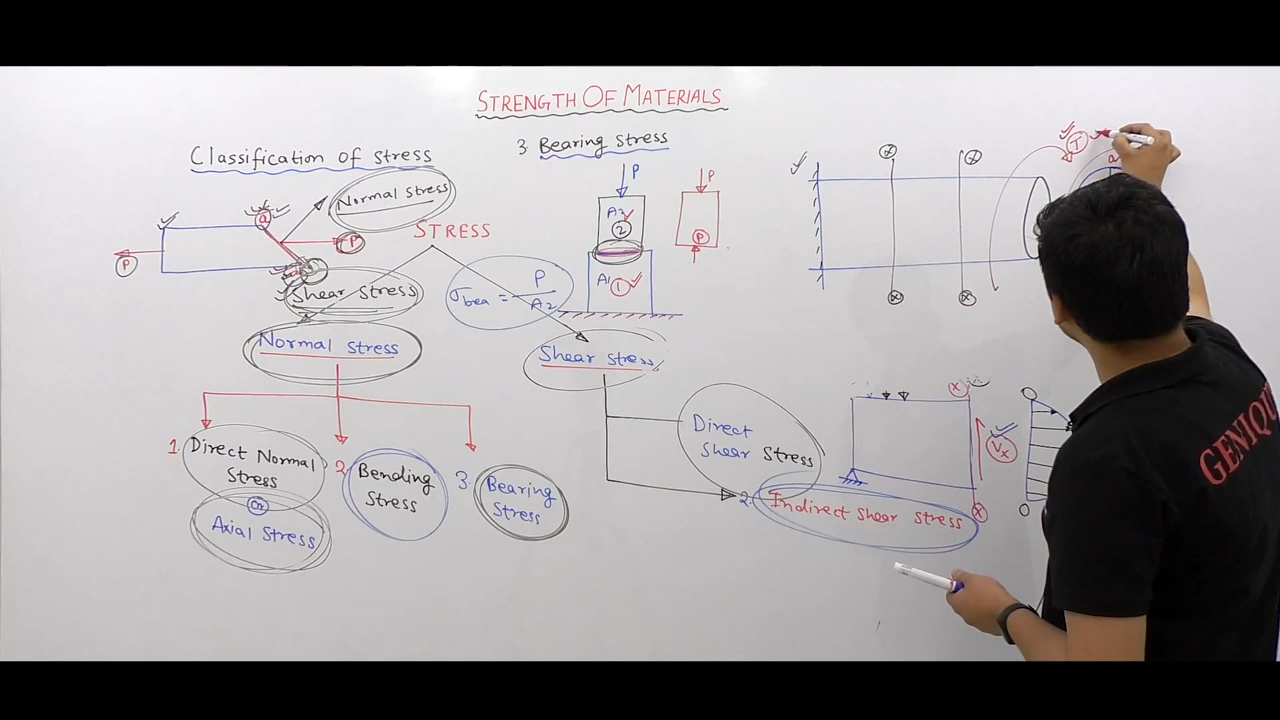 STRENGTH OF MATERIALS
Classification of stress
3 Bearing stress
Normal stress
P
P
a
Shear stress
STRESS
P
A2
2
A1
1
P
P
σbea = P
A2
Normal stress
Shear stress
1. Direct Normal
Stress
OR
Axial Stress
2. Bending
Stress
3. Bearing
Stress
Direct
Shear stress
2. Indirect shear stress
x
x
x
x
T
a
x
x
Vx
GENIQU